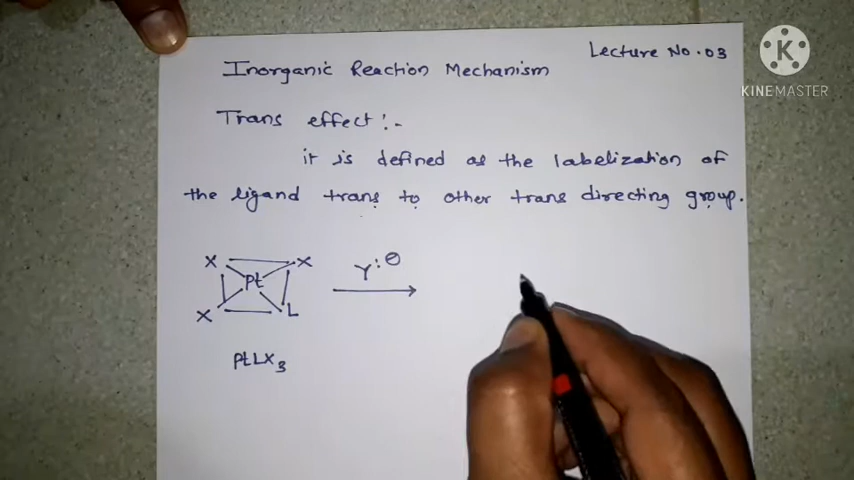 Inorganic Reaction Mechanism
Lecture No. 03
KINEMASTER
Trans effect :-
it is defined as the labelization of
the ligand trans to other trans directing group.
X X
Pt
X L
Y:⊖
PtLX₃